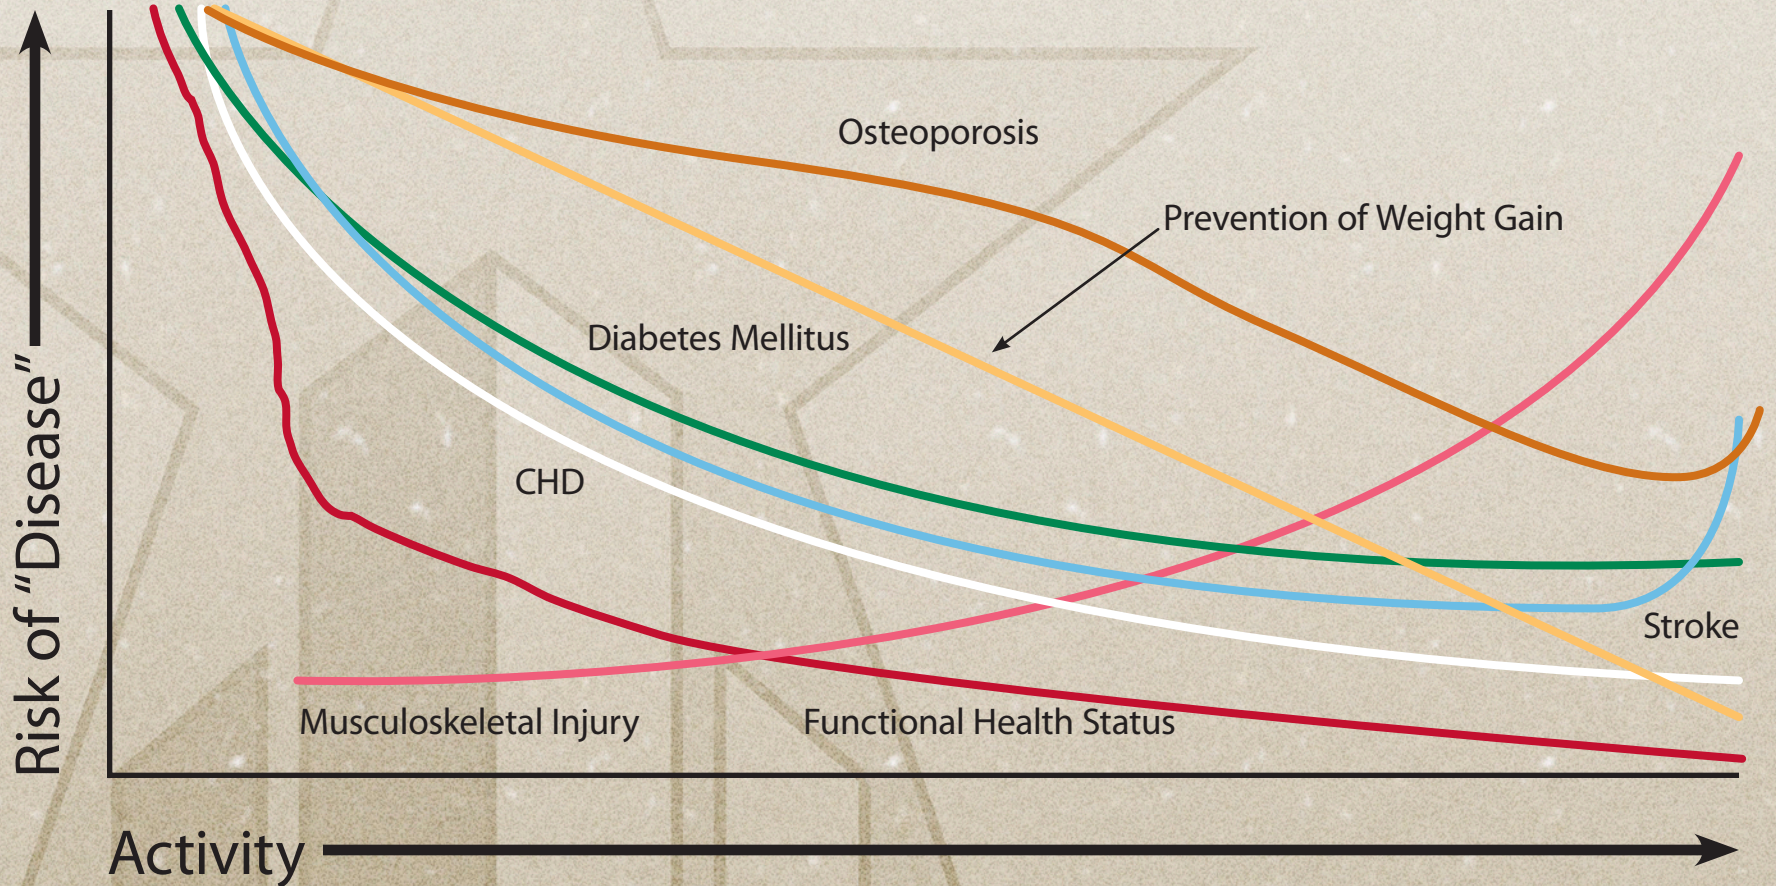 Osteoporosis
Prevention of Weight Gain
Diabetes Mellitus
CHD
Stroke
Musculoskeletal Injury
Functional Health Status
Risk of “Disease”
Activity